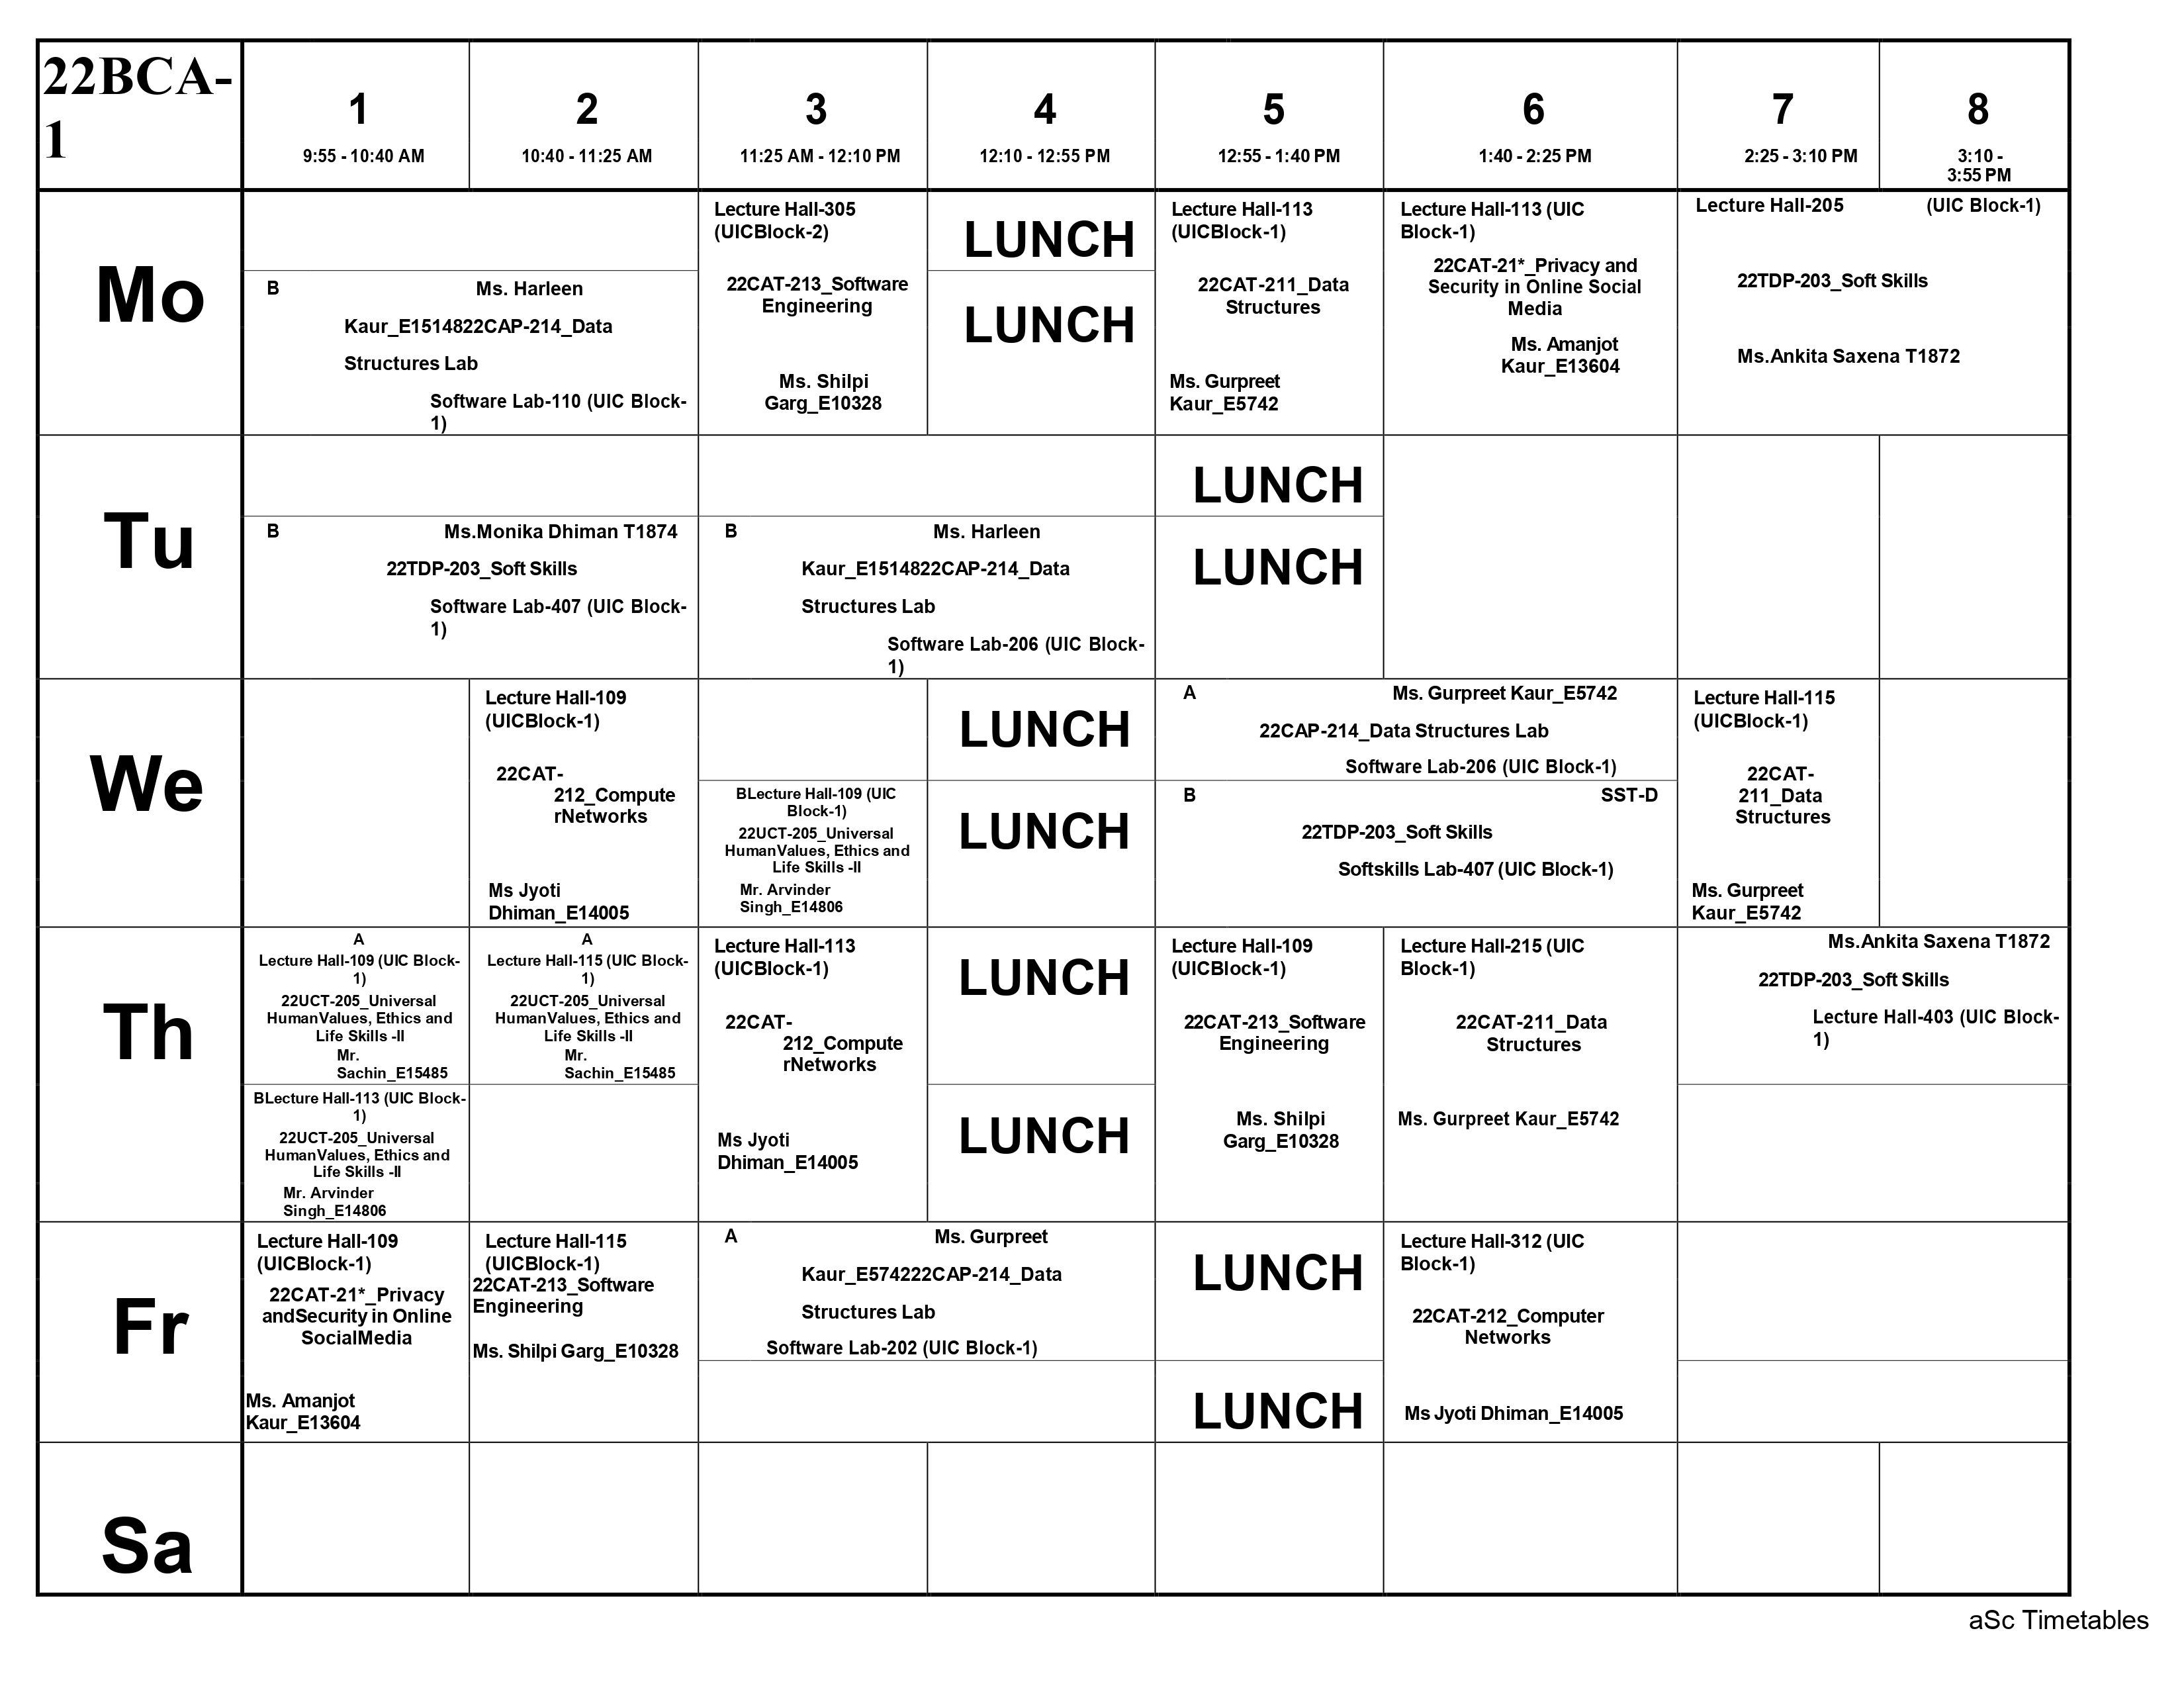 22BCA-
1
1
9:55 - 10:40 AM
2
10:40 - 11:25 AM
3
11:25 AM - 12:10 PM
4
12:10 - 12:55 PM
5
12:55 - 1:40 PM
6
1:40 - 2:25 PM
7
2:25 - 3:10 PM
8
3:10 -
3:55 PM
Mo
B Ms. Harleen
Kaur_E1514822CAP-214_Data
Structures Lab
Software Lab-110 (UIC Block-
1)
Lecture Hall-305
(UICBlock-2)
22CAT-213_Software
Engineering
Ms. Shilpi
Garg_E10328
LUNCH
LUNCH
Lecture Hall-113
(UICBlock-1)
22CAT-211_Data
Structures
Ms. Gurpreet
Kaur_E5742
Lecture Hall-113 (UIC
Block-1)
22CAT-21*_Privacy and
Security in Online Social
Media
Ms. Amanjot
Kaur_E13604
Lecture Hall-205 (UIC Block-1)
22TDP-203_Soft Skills
Ms.Ankita Saxena T1872
Tu
B Ms.Monika Dhiman T1874
22TDP-203_Soft Skills
Software Lab-407 (UIC Block-
1)
B Ms. Harleen
Kaur_E1514822CAP-214_Data
Structures Lab
Software Lab-206 (UIC Block-
1)
LUNCH
LUNCH
We
Lecture Hall-109
(UICBlock-1)
22CAT-
212_Compute
rNetworks
Ms Jyoti
Dhiman_E14005
BLecture Hall-109 (UIC
Block-1)
22UCT-205_Universal
HumanValues, Ethics and
Life Skills -II
Mr. Arvinder
Singh_E14806
LUNCH
LUNCH
A Ms. Gurpreet Kaur_E5742
22CAP-214_Data Structures Lab
Software Lab-206 (UIC Block-1)
B SST-D
22TDP-203_Soft Skills
Softskills Lab-407 (UIC Block-1)
Lecture Hall-115
(UICBlock-1)
22CAT-
211_Data
Structures
Ms. Gurpreet
Kaur_E5742
Th
A
Lecture Hall-109 (UIC Block-
1)
22UCT-205_Universal
HumanValues, Ethics and
Life Skills -II
Mr.
Sachin_E15485
BLecture Hall-113 (UIC Block-
1)
22UCT-205_Universal
HumanValues, Ethics and
Life Skills -II
Mr. Arvinder
Singh_E14806
A
Lecture Hall-115 (UIC Block-
1)
22UCT-205_Universal
HumanValues, Ethics and
Life Skills -II
Mr.
Sachin_E15485
Lecture Hall-113
(UICBlock-1)
22CAT-
212_Compute
rNetworks
Ms Jyoti
Dhiman_E14005
LUNCH
LUNCH
Lecture Hall-109
(UICBlock-1)
22CAT-213_Software
Engineering
Ms. Shilpi
Garg_E10328
Lecture Hall-215 (UIC
Block-1)
22CAT-211_Data
Structures
Ms. Gurpreet Kaur_E5742
Ms.Ankita Saxena T1872
22TDP-203_Soft Skills
Lecture Hall-403 (UIC Block-
1)
Fr
Lecture Hall-109
(UICBlock-1)
22CAT-21*_Privacy
andSecurity in Online
SocialMedia
Ms. Amanjot
Kaur_E13604
Lecture Hall-115
(UICBlock-1)
22CAT-213_Software
Engineering
Ms. Shilpi Garg_E10328
A Ms. Gurpreet
Kaur_E574222CAP-214_Data
Structures Lab
Software Lab-202 (UIC Block-1)
LUNCH
LUNCH
Lecture Hall-312 (UIC
Block-1)
22CAT-212_Computer
Networks
Ms Jyoti Dhiman_E14005
Sa
aSc Timetables